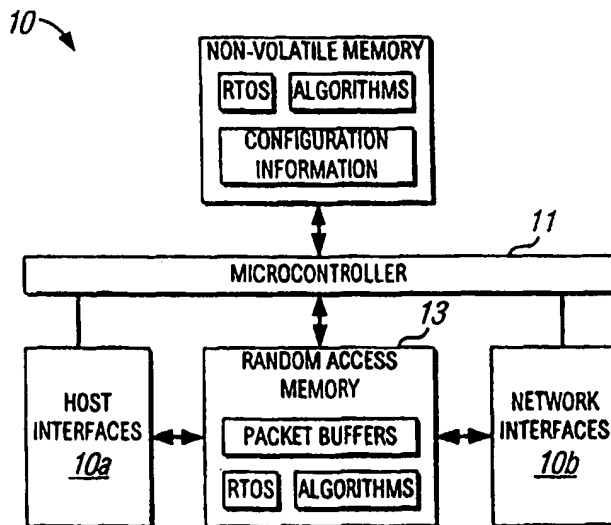 10
NON-VOLATILE MEMORY
RTOS
ALGORITHMS
CONFIGURATION
INFORMATION
11
MICROCONTROLLER
13
HOST
INTERFACES
10a
RANDOM ACCESS
MEMORY
PACKET BUFFERS
RTOS
ALGORITHMS
NETWORK
INTERFACES
10b